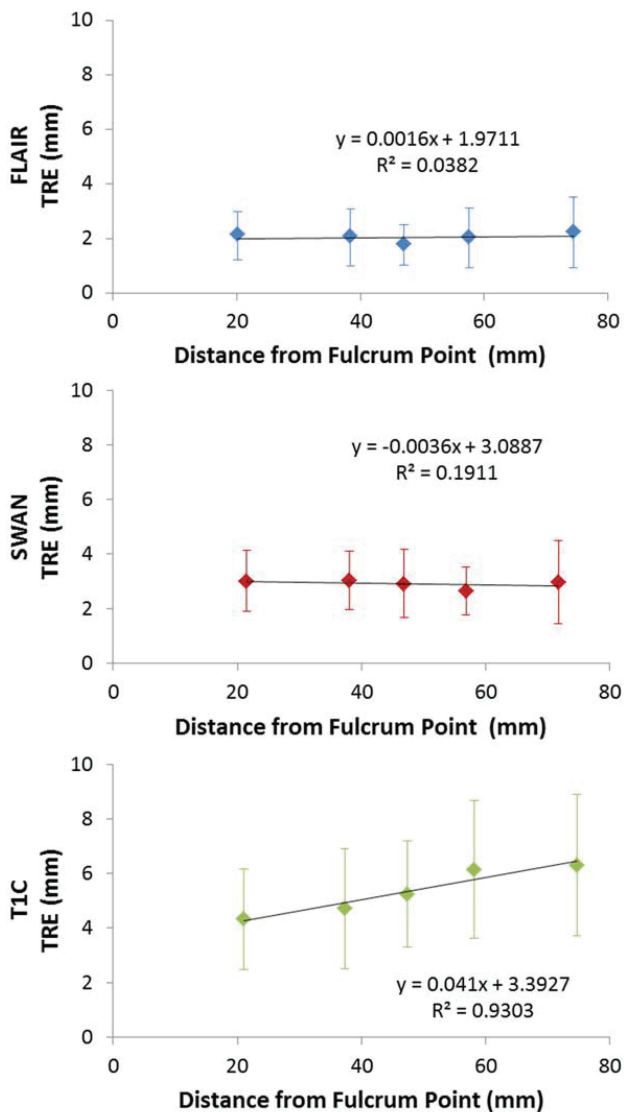 10
8
6
4
2
0
FLAIR
TRE (mm)
y = 0.0016x + 1.9711
R² = 0.0382
0 20 40 60 80
Distance from Fulcrum Point (mm)
10
8
6
4
2
0
SWAN
TRE (mm)
y = -0.0036x + 3.0887
R² = 0.1911
0 20 40 60 80
Distance from Fulcrum Point (mm)
10
8
6
4
2
0
T1C
TRE (mm)
y = 0.041x + 3.3927
R² = 0.9303
0 20 40 60 80
Distance from Fulcrum Point (mm)